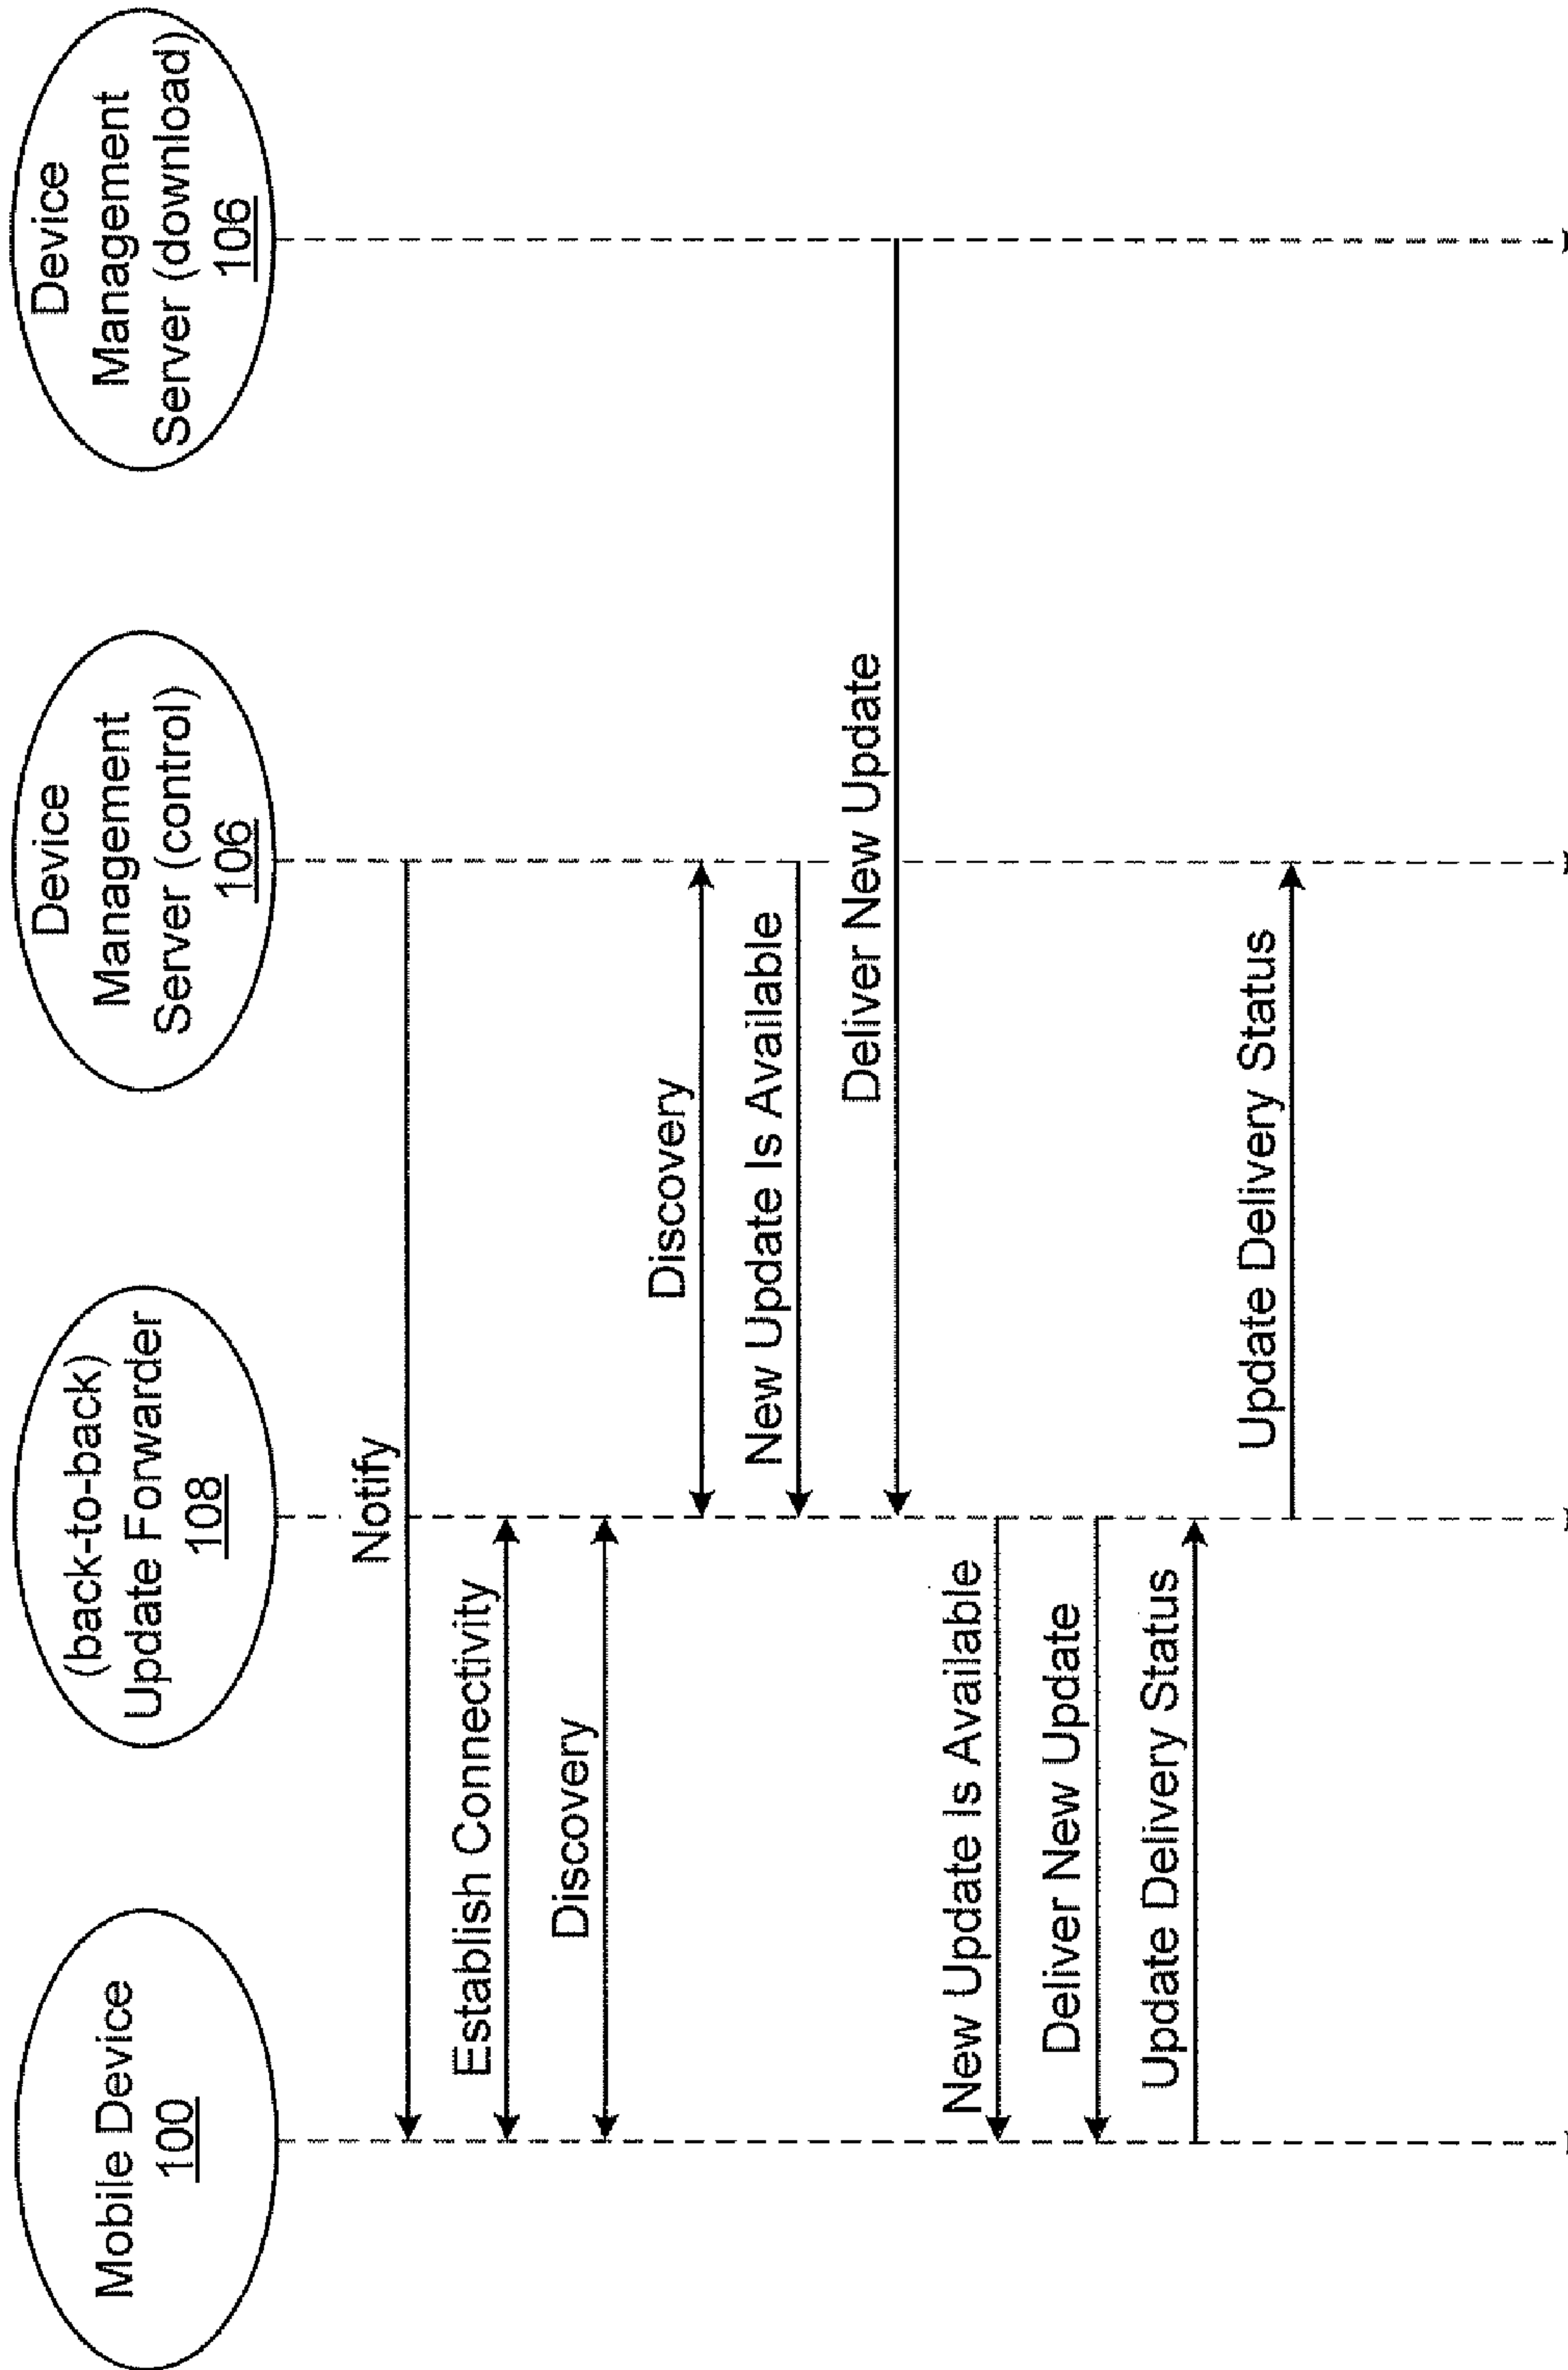 Mobile Device
100
(back-to-back)
Update Forwarder
108
Device
Management
Server (control)
106
Device
Management
Server (download)
106
Notify
Establish Connectivity
Discovery
Discovery
New Update Is Available
Deliver New Update
New Update Is Available
Deliver New Update
Update Delivery Status
Update Delivery Status